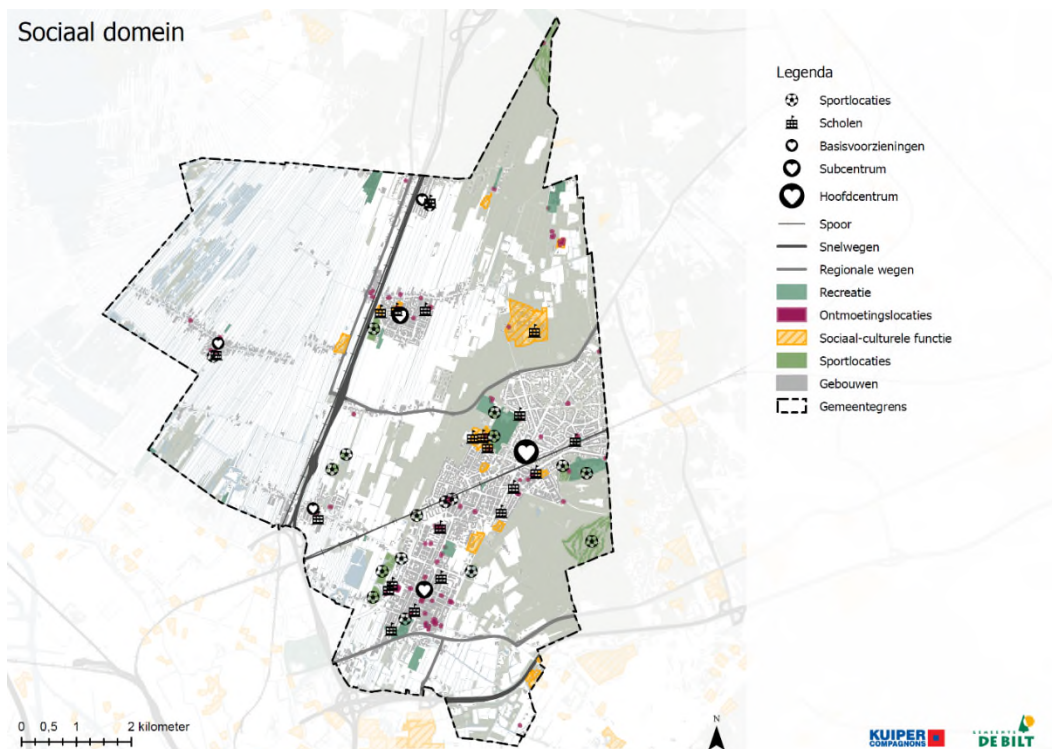 Sociaal domein
Legenda
Sportlocaties
Scholen
Basisvoorzieningen
Subcentrum
Hoofdcentrum
Spoor
Snelwegen
Regionale wegen
Recreatie
Ontmoetingslocaties
Sociaal-culturele functie
Sportlocaties
Gebouwen
Gemeentegrens
0 0,5 1 2 kilometer
N
KUIPER
COMPAGNONS
GEMEENTE
DE BILT